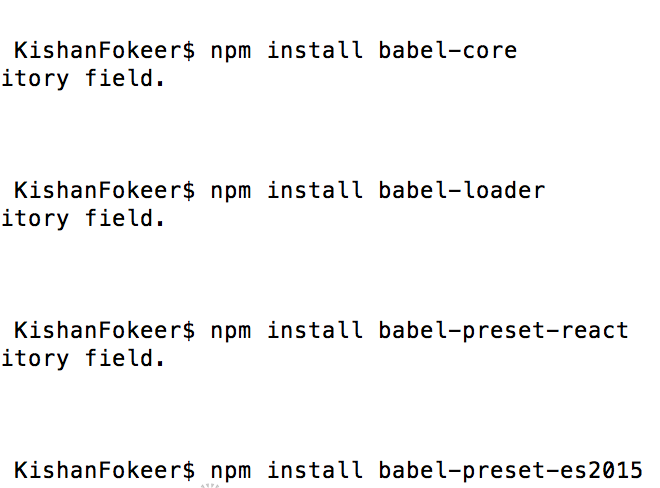 KishanFokeer$ npm install babel-core
itory field.
KishanFokeer$ npm install babel-loader
itory field.
KishanFokeer$ npm install babel-preset-react
itory field.
KishanFokeer$ npm install babel-preset-es2015